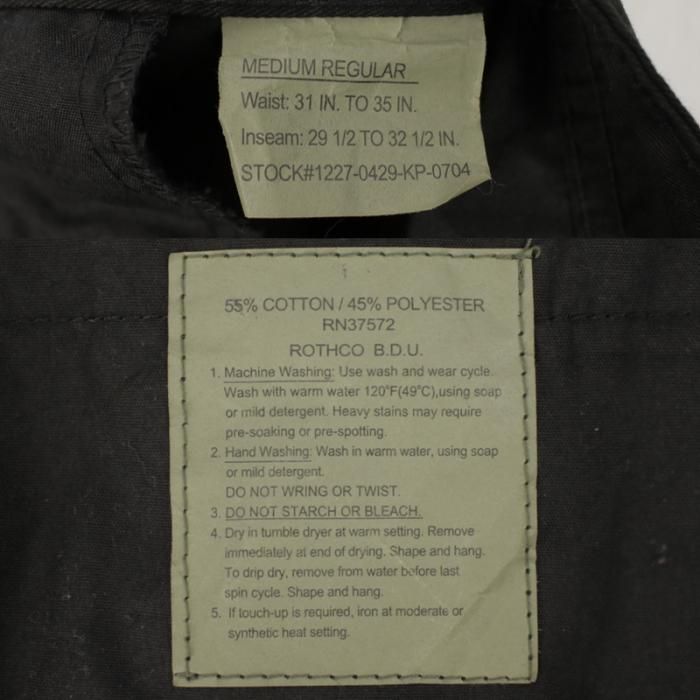 MEDIUM REGULAR
Waist: 31 IN. TO 35 IN.
Inseam: 29 1/2 TO 32 1/2 IN.
STOCK#1227-0429-KP-0704
55% COTTON / 45% POLYESTER
RN37572
ROTHCO B.D.U.
1. Machine Washing: Use wash and wear cycle.
Wash with warm water 120°F(49°C),using soap
or mild detergent. Heavy stains may require
pre-soaking or pre-spotting.
2. Hand Washing: Wash in warm water, using soap
or mild detergent.
DO NOT WRING OR TWIST.
3. DO NOT STARCH OR BLEACH.
4. Dry in tumble dryer at warm setting. Remove
immediately at end of drying. Shape and hang.
To drip dry, remove from water before last
spin cycle. Shape and hang.
5. If touch-up is required, iron at moderate or
synthetic heat setting.